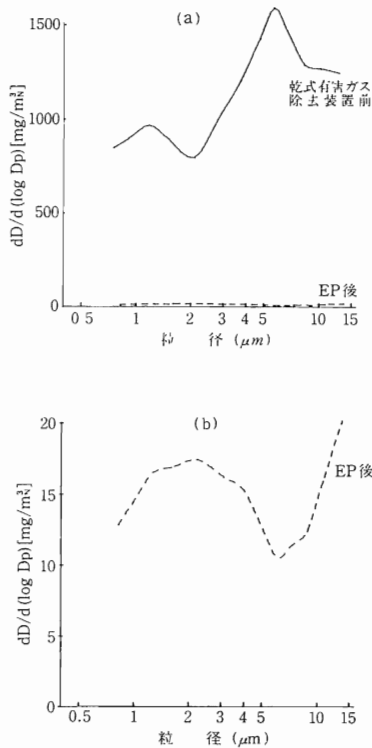 (a)
dD/d(log Dp)[mg/m³N]
1500
1000
500
0
乾式有害ガス
除去装置前
EP後
0.5 1 2 3 4 5 10 15
粒 径 (μm)
(b)
dD/d(log Dp)[mg/m³N]
20
15
10
5
0
EP後
0.5 1 2 3 4 5 10 15
粒 径 (μm)